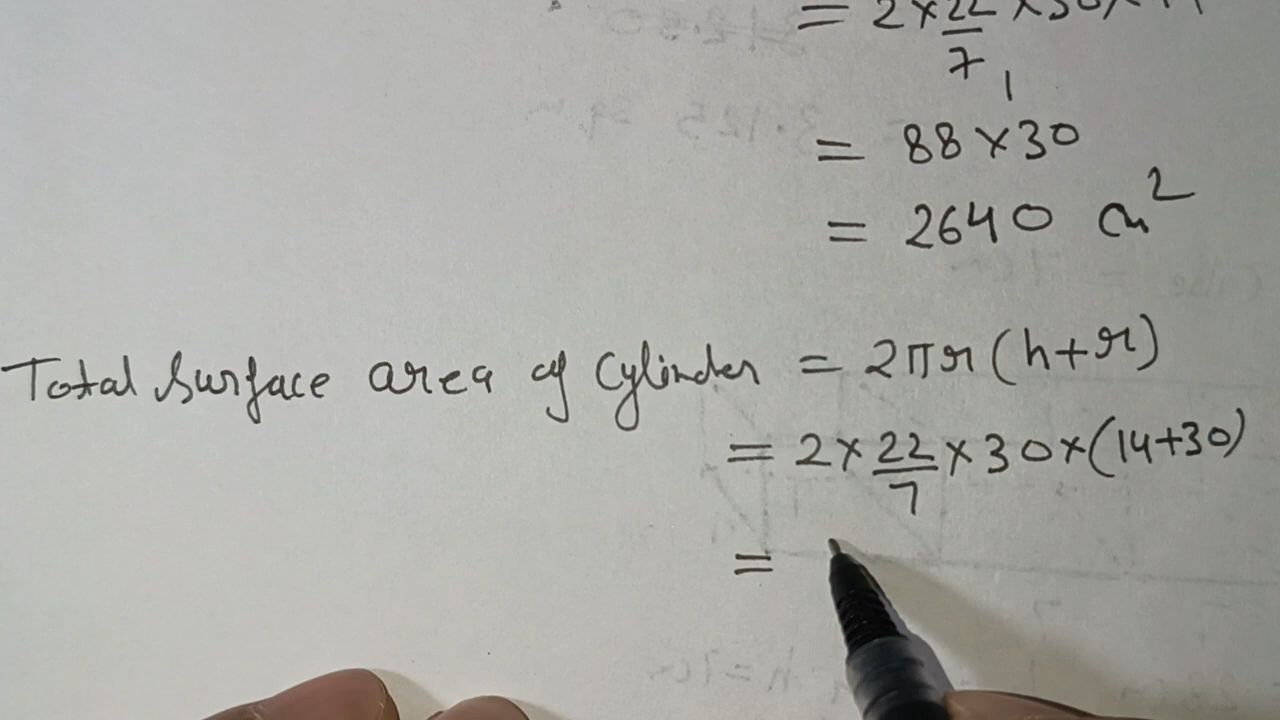 = 2×22/7×30×14
1
= 88×30
= 2640 cm²
Total surface area of cylinder = 2πr(h+r)
= 2×22/7×30×(14+30)
=